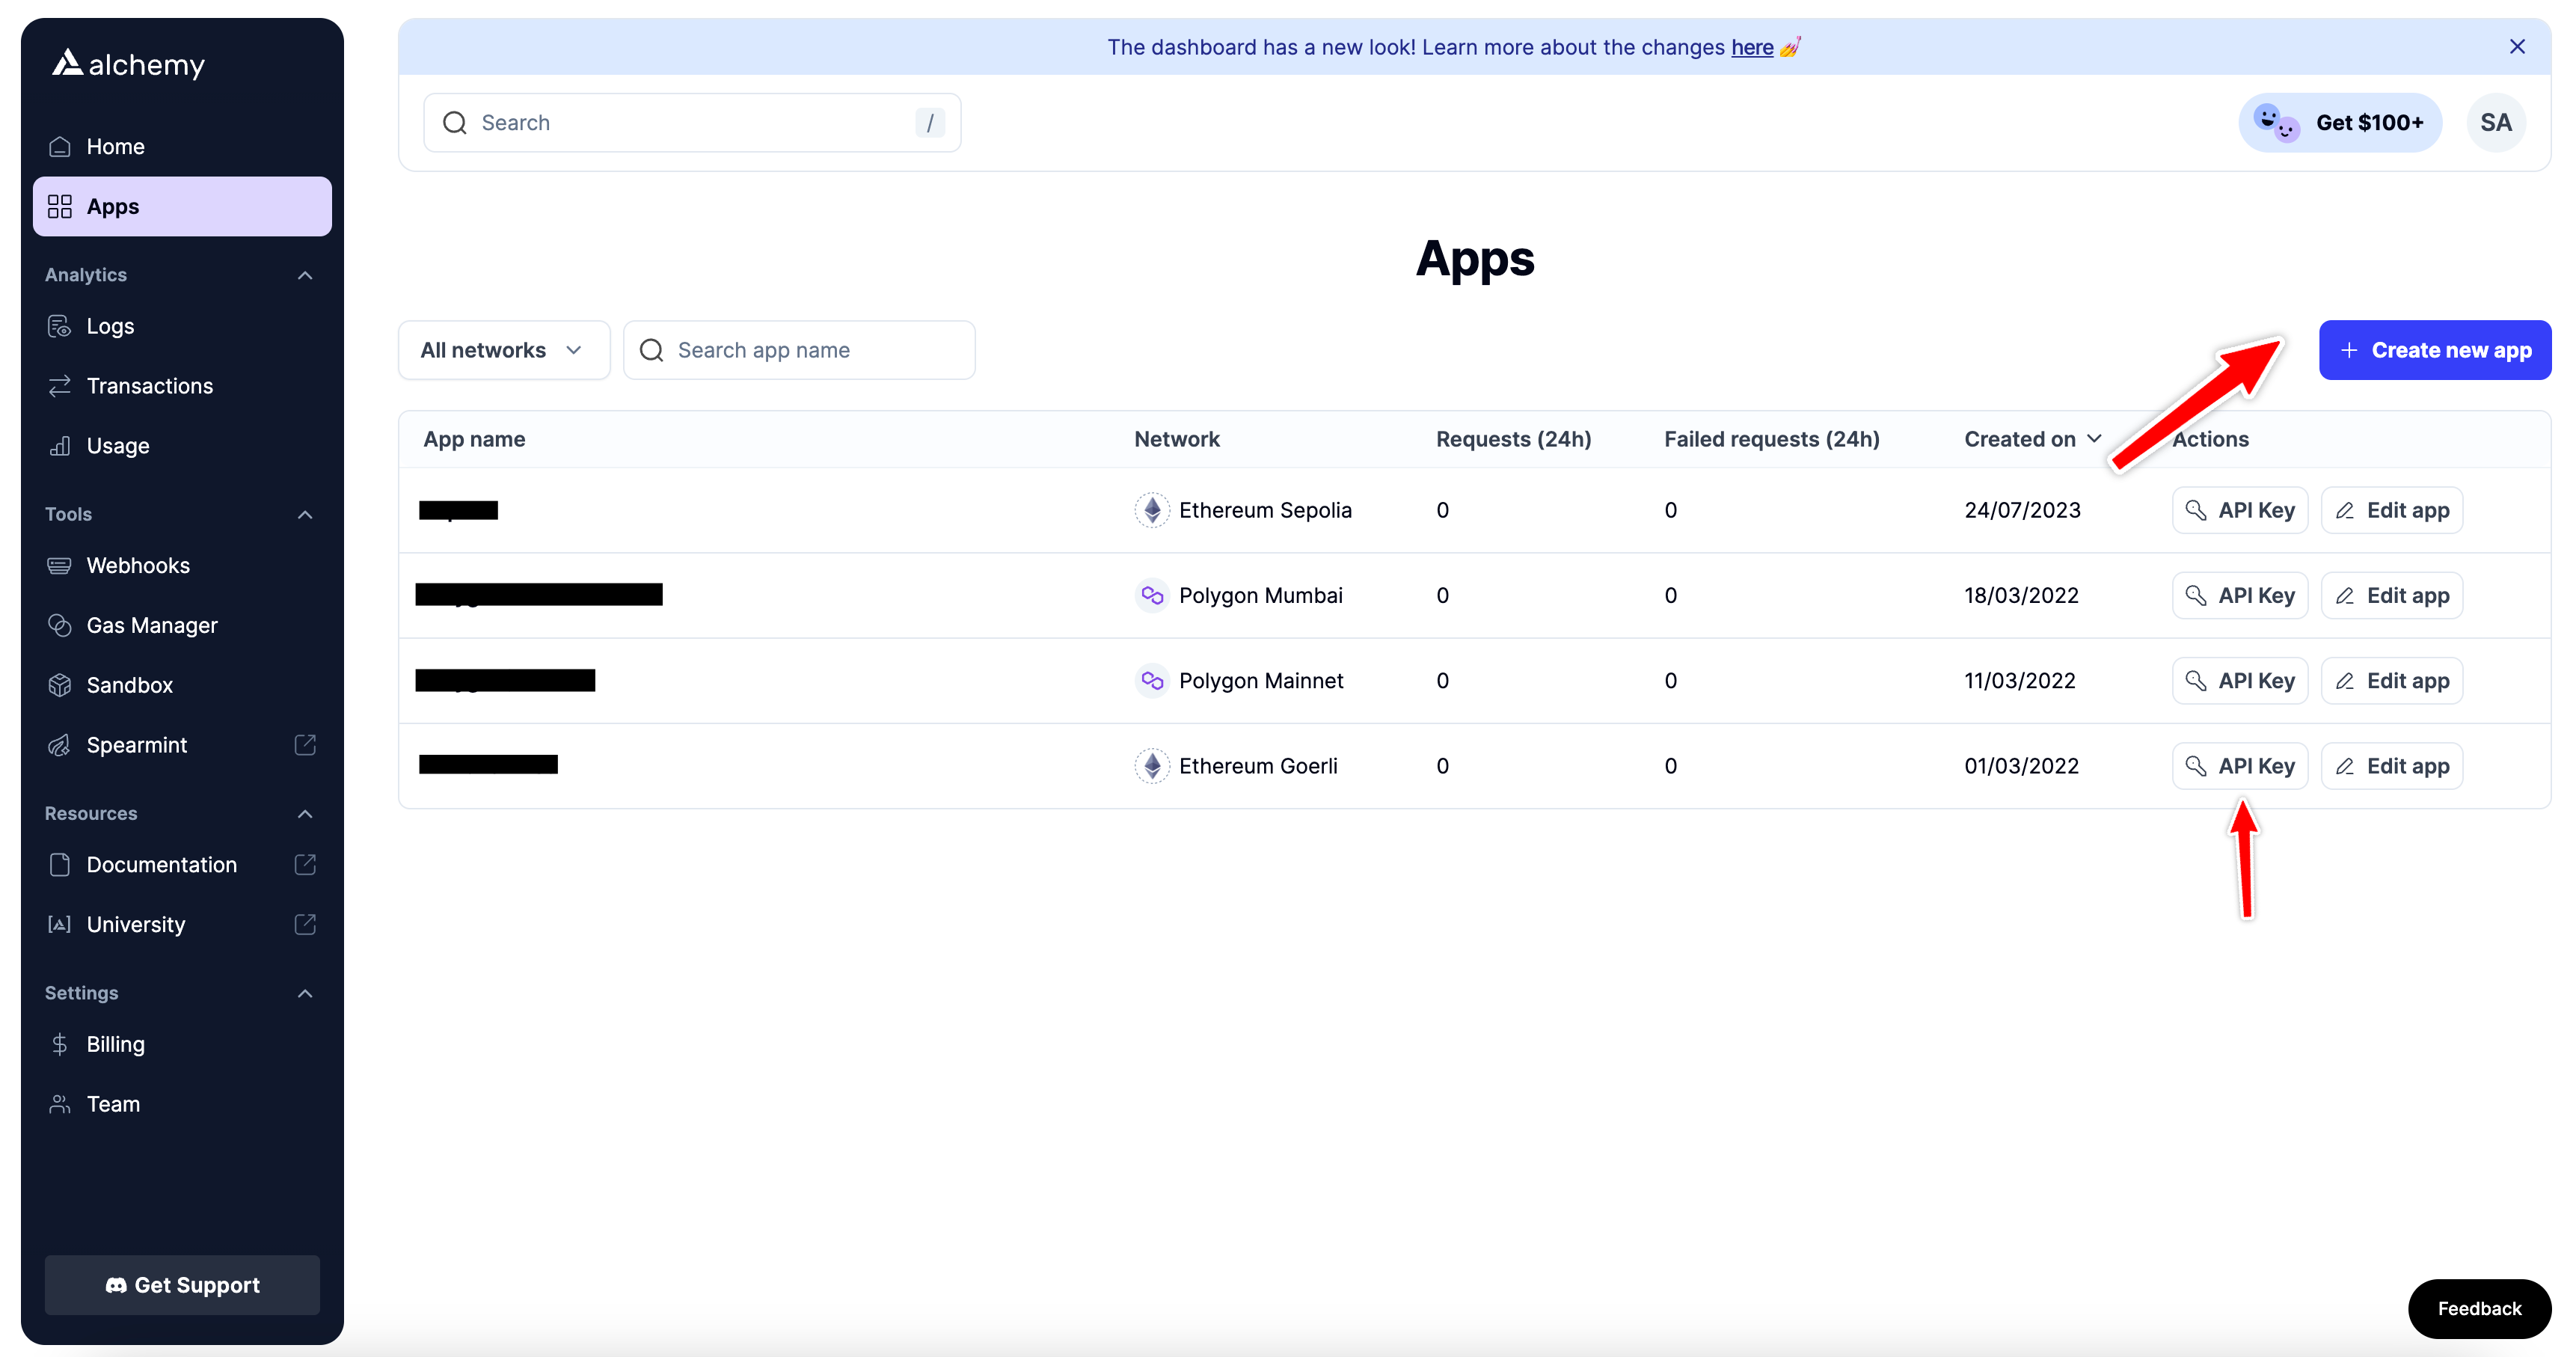 alchemy
Home
Apps
Analytics
Logs
Transactions
Usage
Tools
Webhooks
Gas Manager
Sandbox
Spearmint
Resources
Documentation
University
Settings
Billing
Team
Get Support
The dashboard has a new look! Learn more about the changes here 💅
Search /
Get $100+ SA
Apps
All networks Search app name + Create new app
App name Network Requests (24h) Failed requests (24h) Created on Actions
Ethereum Sepolia 0 0 24/07/2023 API Key Edit app
Polygon Mumbai 0 0 18/03/2022 API Key Edit app
Polygon Mainnet 0 0 11/03/2022 API Key Edit app
Ethereum Goerli 0 0 01/03/2022 API Key Edit app
Feedback